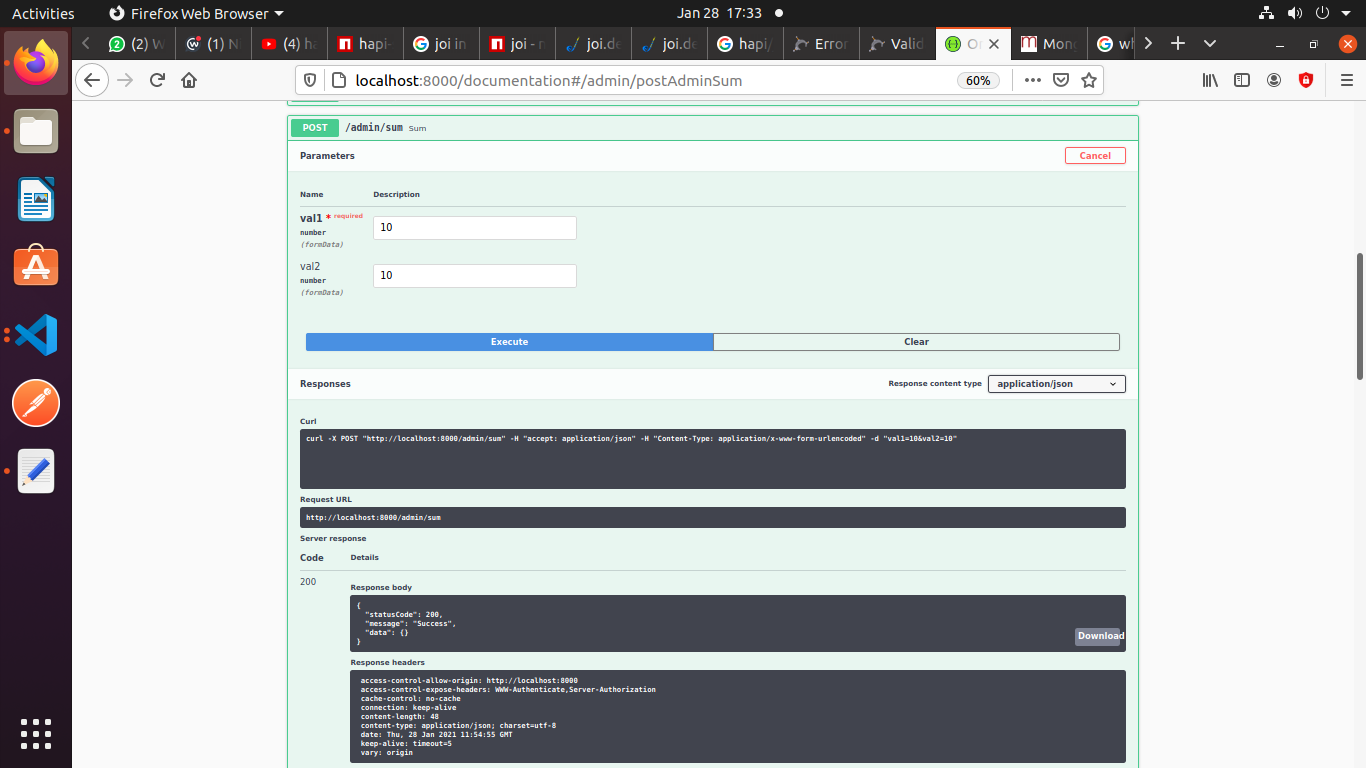 Activities Firefox Web Browser Jan 28 17:33
(2) W (1) N (4) ha hapi- joi in joi - n joi.de joi.de hapi/ Error Valid O Mon wl
localhost:8000/documentation#/admin/postAdminSum 60%
POST /admin/sum Sum
Parameters Cancel
Name Description
val1 * required 10
number
(formData)
val2 10
number
(formData)
Execute Clear
Responses Response content type application/json
Curl
curl -X POST "http://localhost:8000/admin/sum" -H "accept: application/json" -H "Content-Type: application/x-www-form-urlencoded" -d "val1=10&val2=10"
Request URL
http://localhost:8000/admin/sum
Server response
Code Details
200
Response body
{
"statusCode": 200,
"message": "Success",
"data": {}
}
Download
Response headers
access-control-allow-origin: http://localhost:8000
access-control-expose-headers: WWW-Authenticate,Server-Authorization
cache-control: no-cache
connection: keep-alive
content-length: 48
content-type: application/json; charset=utf-8
date: Thu, 28 Jan 2021 11:54:55 GMT
keep-alive: timeout=5
vary: origin